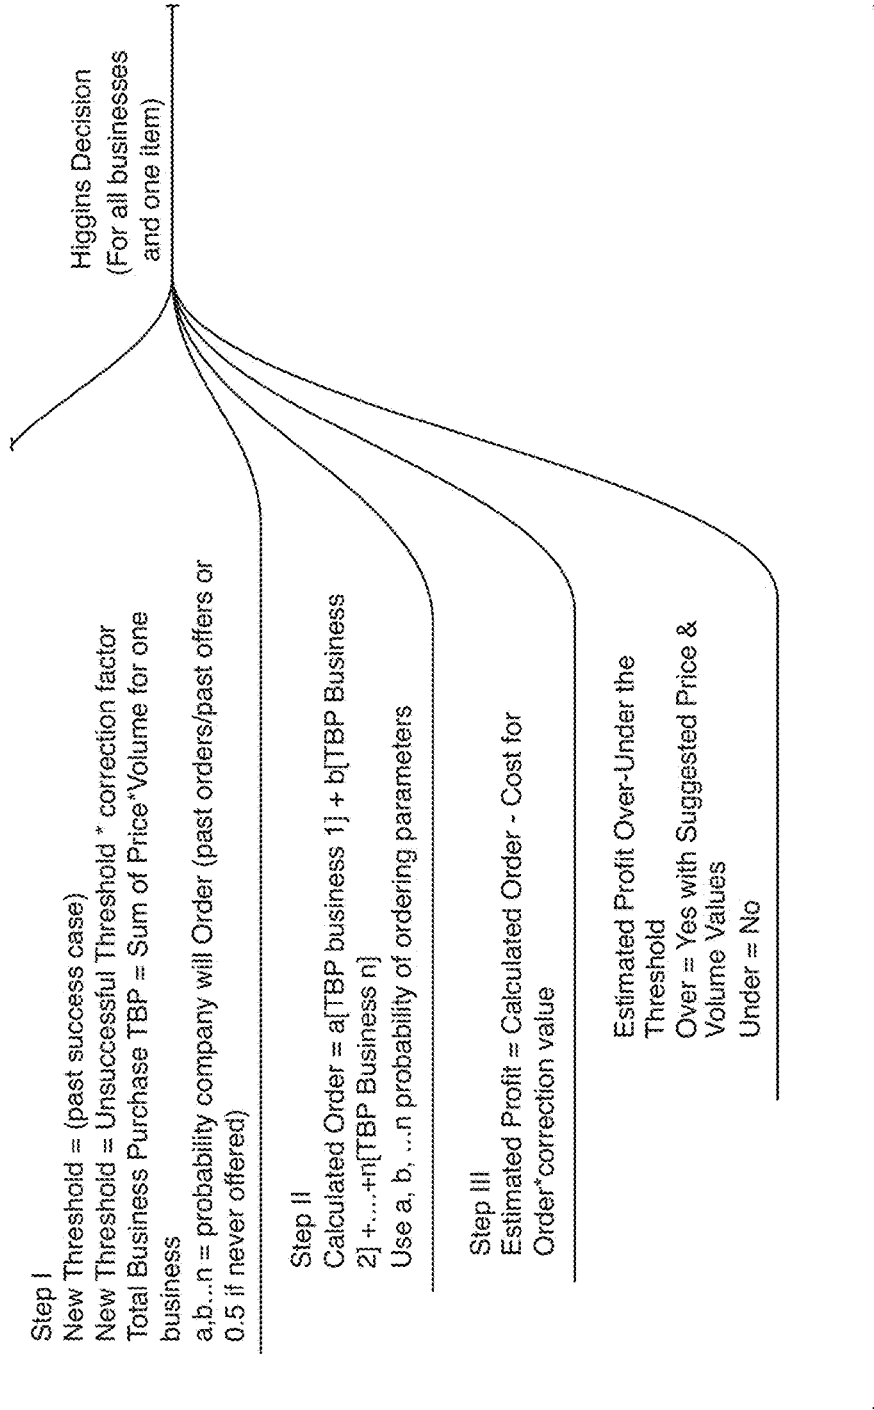 Higgins Decision
(For all businesses
and one item)
Step I
New Threshold = (past success case)
New Threshold = Unsuccessful Threshold * correction factor
Total Business Purchase TBP = Sum of Price*Volume for one
business
a,b...n = probability company will Order (past orders/past offers or
0.5 if never offered)
Step II
Calculated Order = a[TBP business 1] + b[TBP Business
2] +....+n[TBP Business n]
Use a, b, ...n probability of ordering parameters
Step III
Estimated Profit = Calculated Order - Cost for
Order*correction value
Estimated Profit Over-Under the
Threshold
Over = Yes with Suggested Price &
Volume Values
Under = No